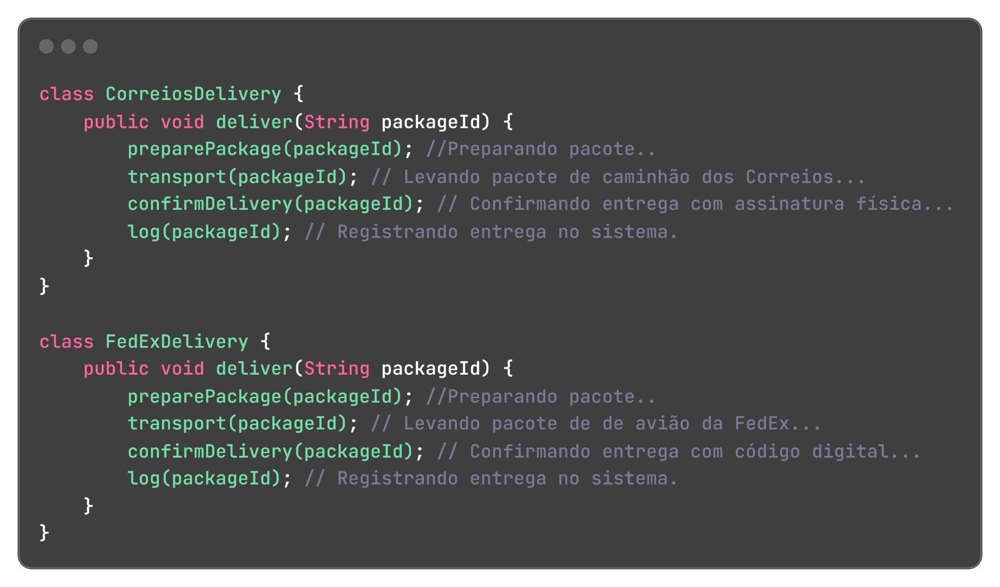 class CorreiosDelivery {
    public void deliver(String packageId) {
        preparePackage(packageId); //Preparando pacote..
        transport(packageId); // Levando pacote de caminhão dos Correios...
        confirmDelivery(packageId); // Confirmando entrega com assinatura física...
        log(packageId); // Registrando entrega no sistema.
    }
}

class FedExDelivery {
    public void deliver(String packageId) {
        preparePackage(packageId); //Preparando pacote..
        transport(packageId); // Levando pacote de de avião da FedEx...
        confirmDelivery(packageId); // Confirmando entrega com código digital...
        log(packageId); // Registrando entrega no sistema.
    }
}